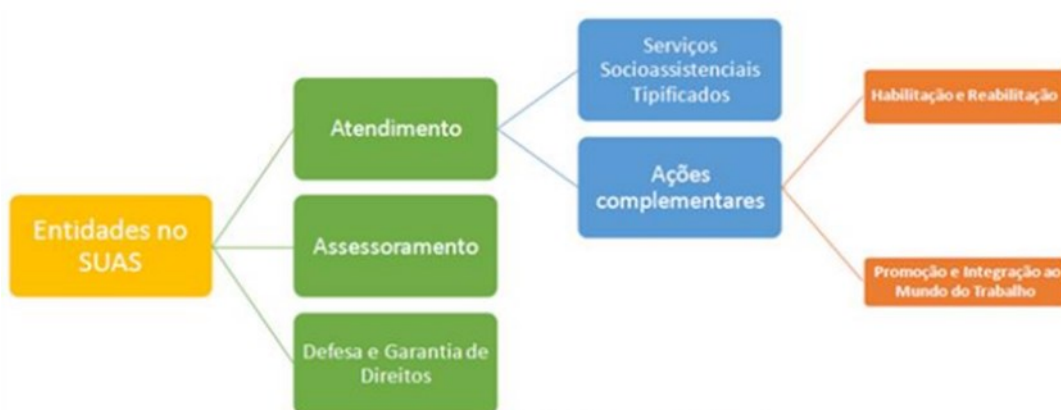 Entidades no
SUAS
Atendimento
Assessoramento
Defesa e Garantia de
Direitos
Serviços
Socioassistenciais
Tipificados
Ações
complementares
Habilitação e Reabilitação
Promoção e Integração ao
Mundo do Trabalho